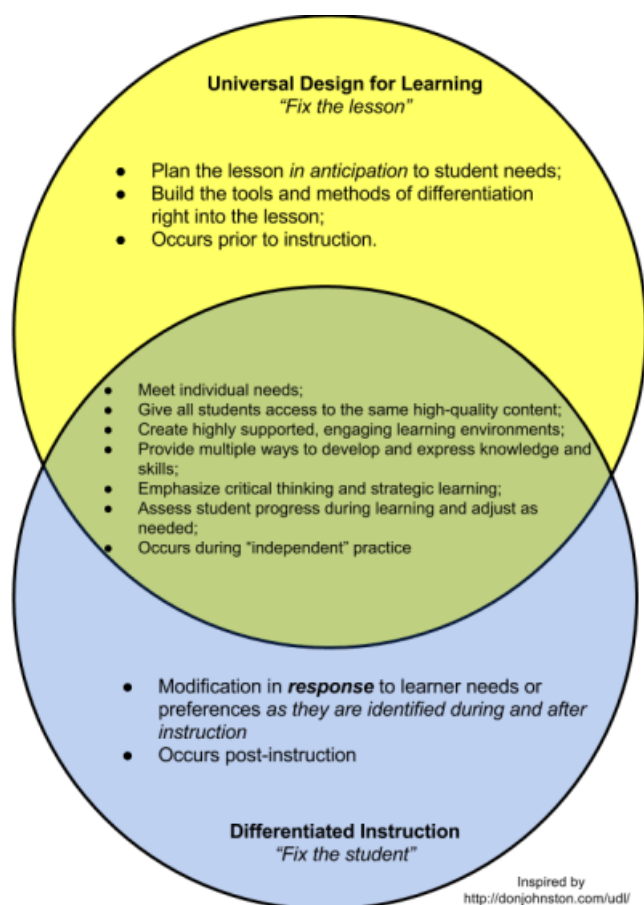 Universal Design for Learning
“Fix the lesson”
● Plan the lesson in anticipation to student needs;
● Build the tools and methods of differentiation
right into the lesson;
● Occurs prior to instruction.
● Meet individual needs;
● Give all students access to the same high-quality content;
● Create highly supported, engaging learning environments;
● Provide multiple ways to develop and express knowledge and
skills;
● Emphasize critical thinking and strategic learning;
● Assess student progress during learning and adjust as
needed;
● Occurs during “independent” practice
● Modification in response to learner needs or
preferences as they are identified during and after
instruction
● Occurs post-instruction
Differentiated Instruction
“Fix the student”
Inspired by
http://donjohnston.com/udl/